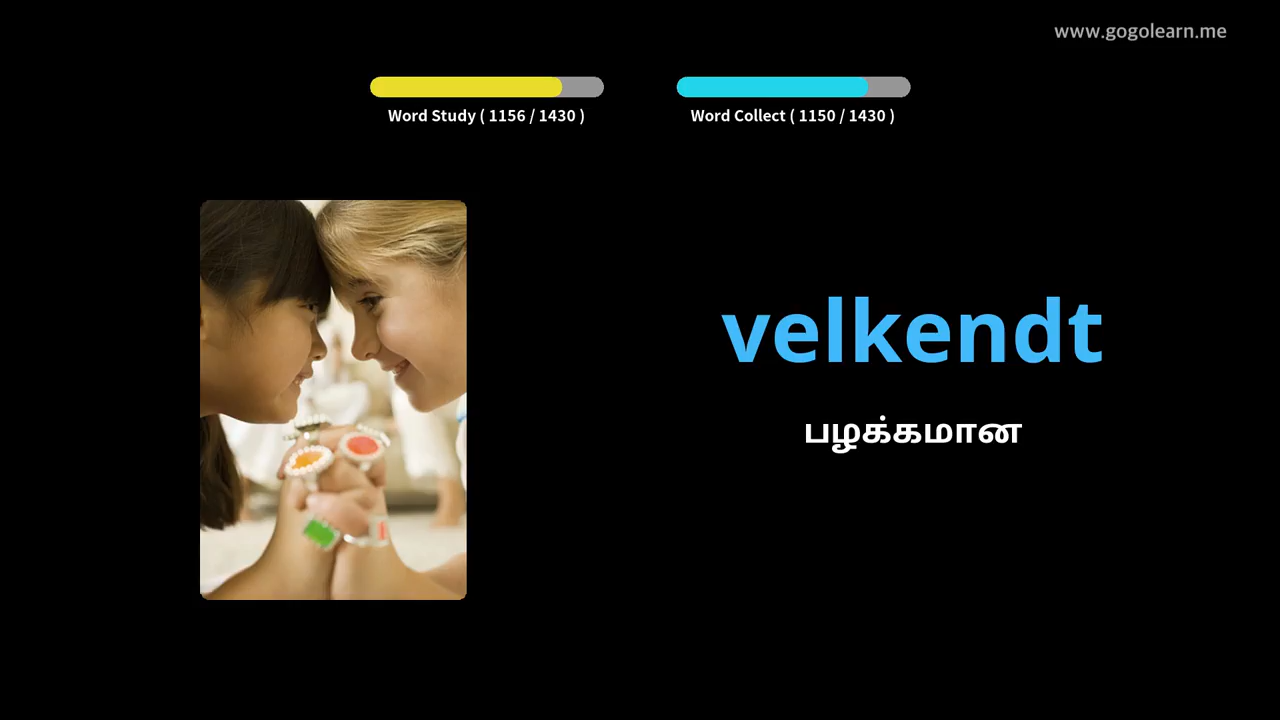 www.gogolearn.me
Word Study ( 1156 / 1430 )
Word Collect ( 1150 / 1430 )
velkendt
பழக்கமான